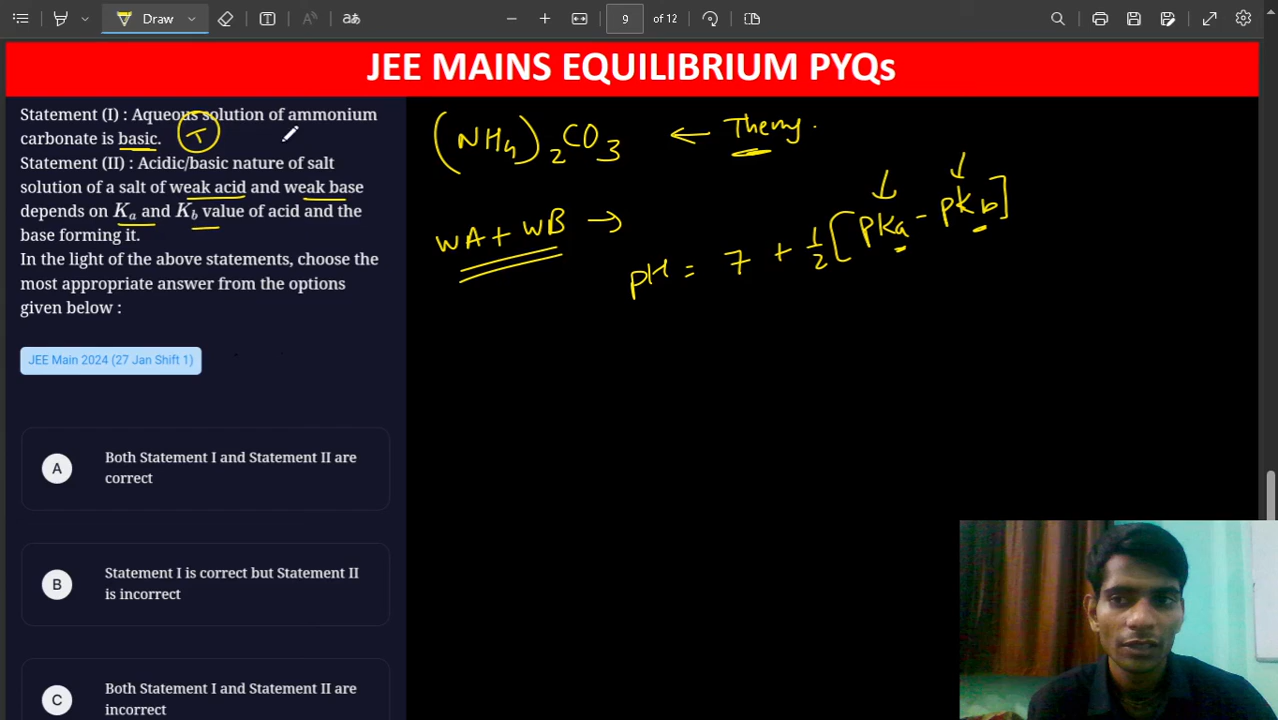 Draw
9
of 12
JEE MAINS EQUILIBRIUM PYQs
Statement (I) : Aqueous solution of ammonium
carbonate is basic.
T
Statement (II) : Acidic/basic nature of salt
solution of a salt of weak acid and weak base
depends on Ka and Kb value of acid and the
base forming it.
In the light of the above statements, choose the
most appropriate answer from the options
given below :
JEE Main 2024 (27 Jan Shift 1)
A
Both Statement I and Statement II are
correct
B
Statement I is correct but Statement II
is incorrect
C
Both Statement I and Statement II are
incorrect
(NH4)2CO3 ← Theory.
WA + WB →
pH = 7 + 1/2 [pKa - pKb]